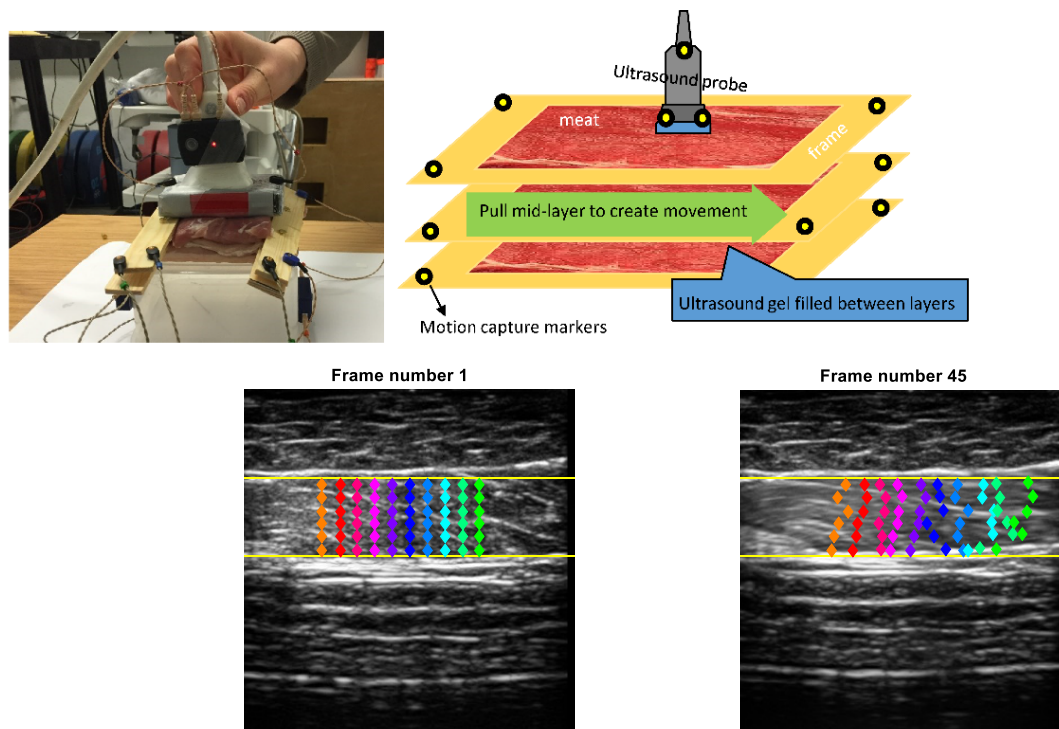 Ultrasound probe
meat
frame
Pull mid-layer to create movement
Ultrasound gel filled between layers
Motion capture markers
Frame number 1
Frame number 45